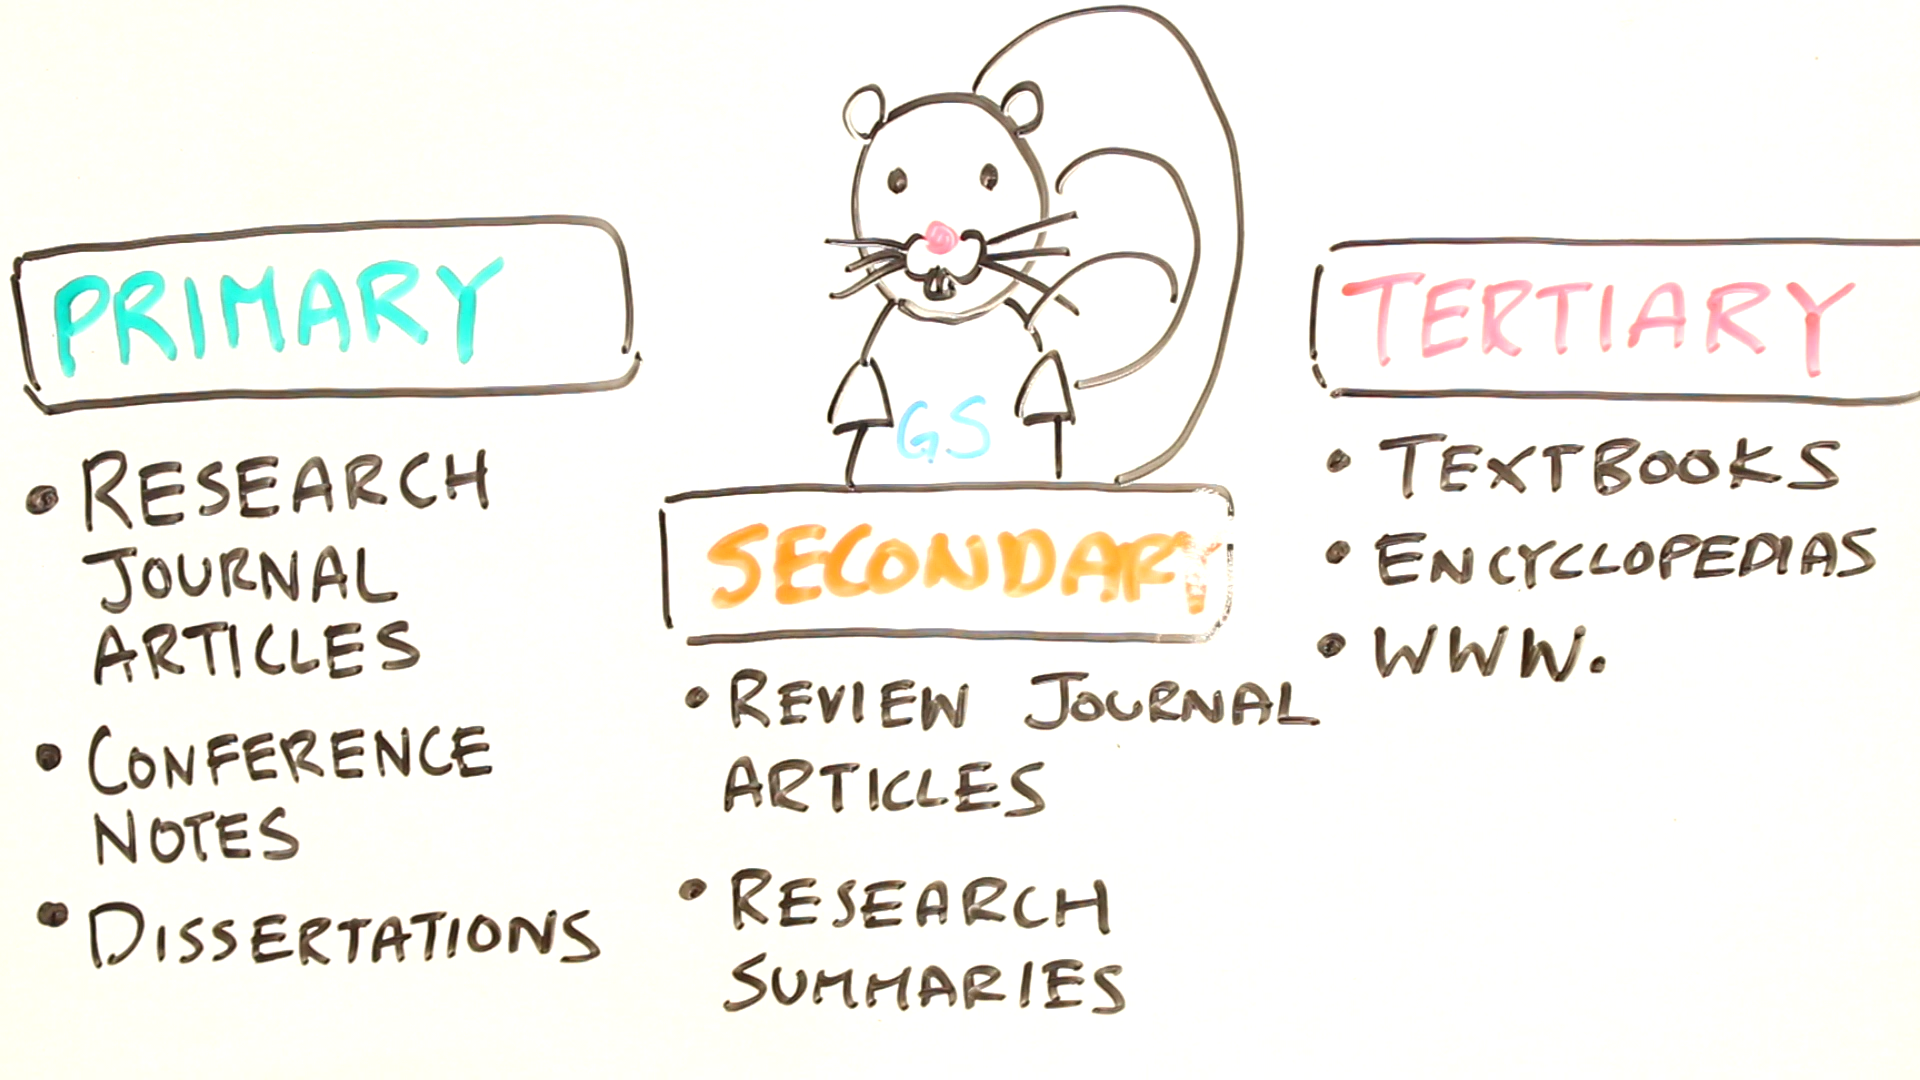 PRIMARY
• RESEARCH
JOURNAL
ARTICLES
• CONFERENCE
NOTES
• DISSERTATIONS
GS
SECONDARY
• REVIEW JOURNAL
ARTICLES
• RESEARCH
SUMMARIES
TERTIARY
• TEXTBOOKS
• ENCYCLOPEDIAS
• WWW.